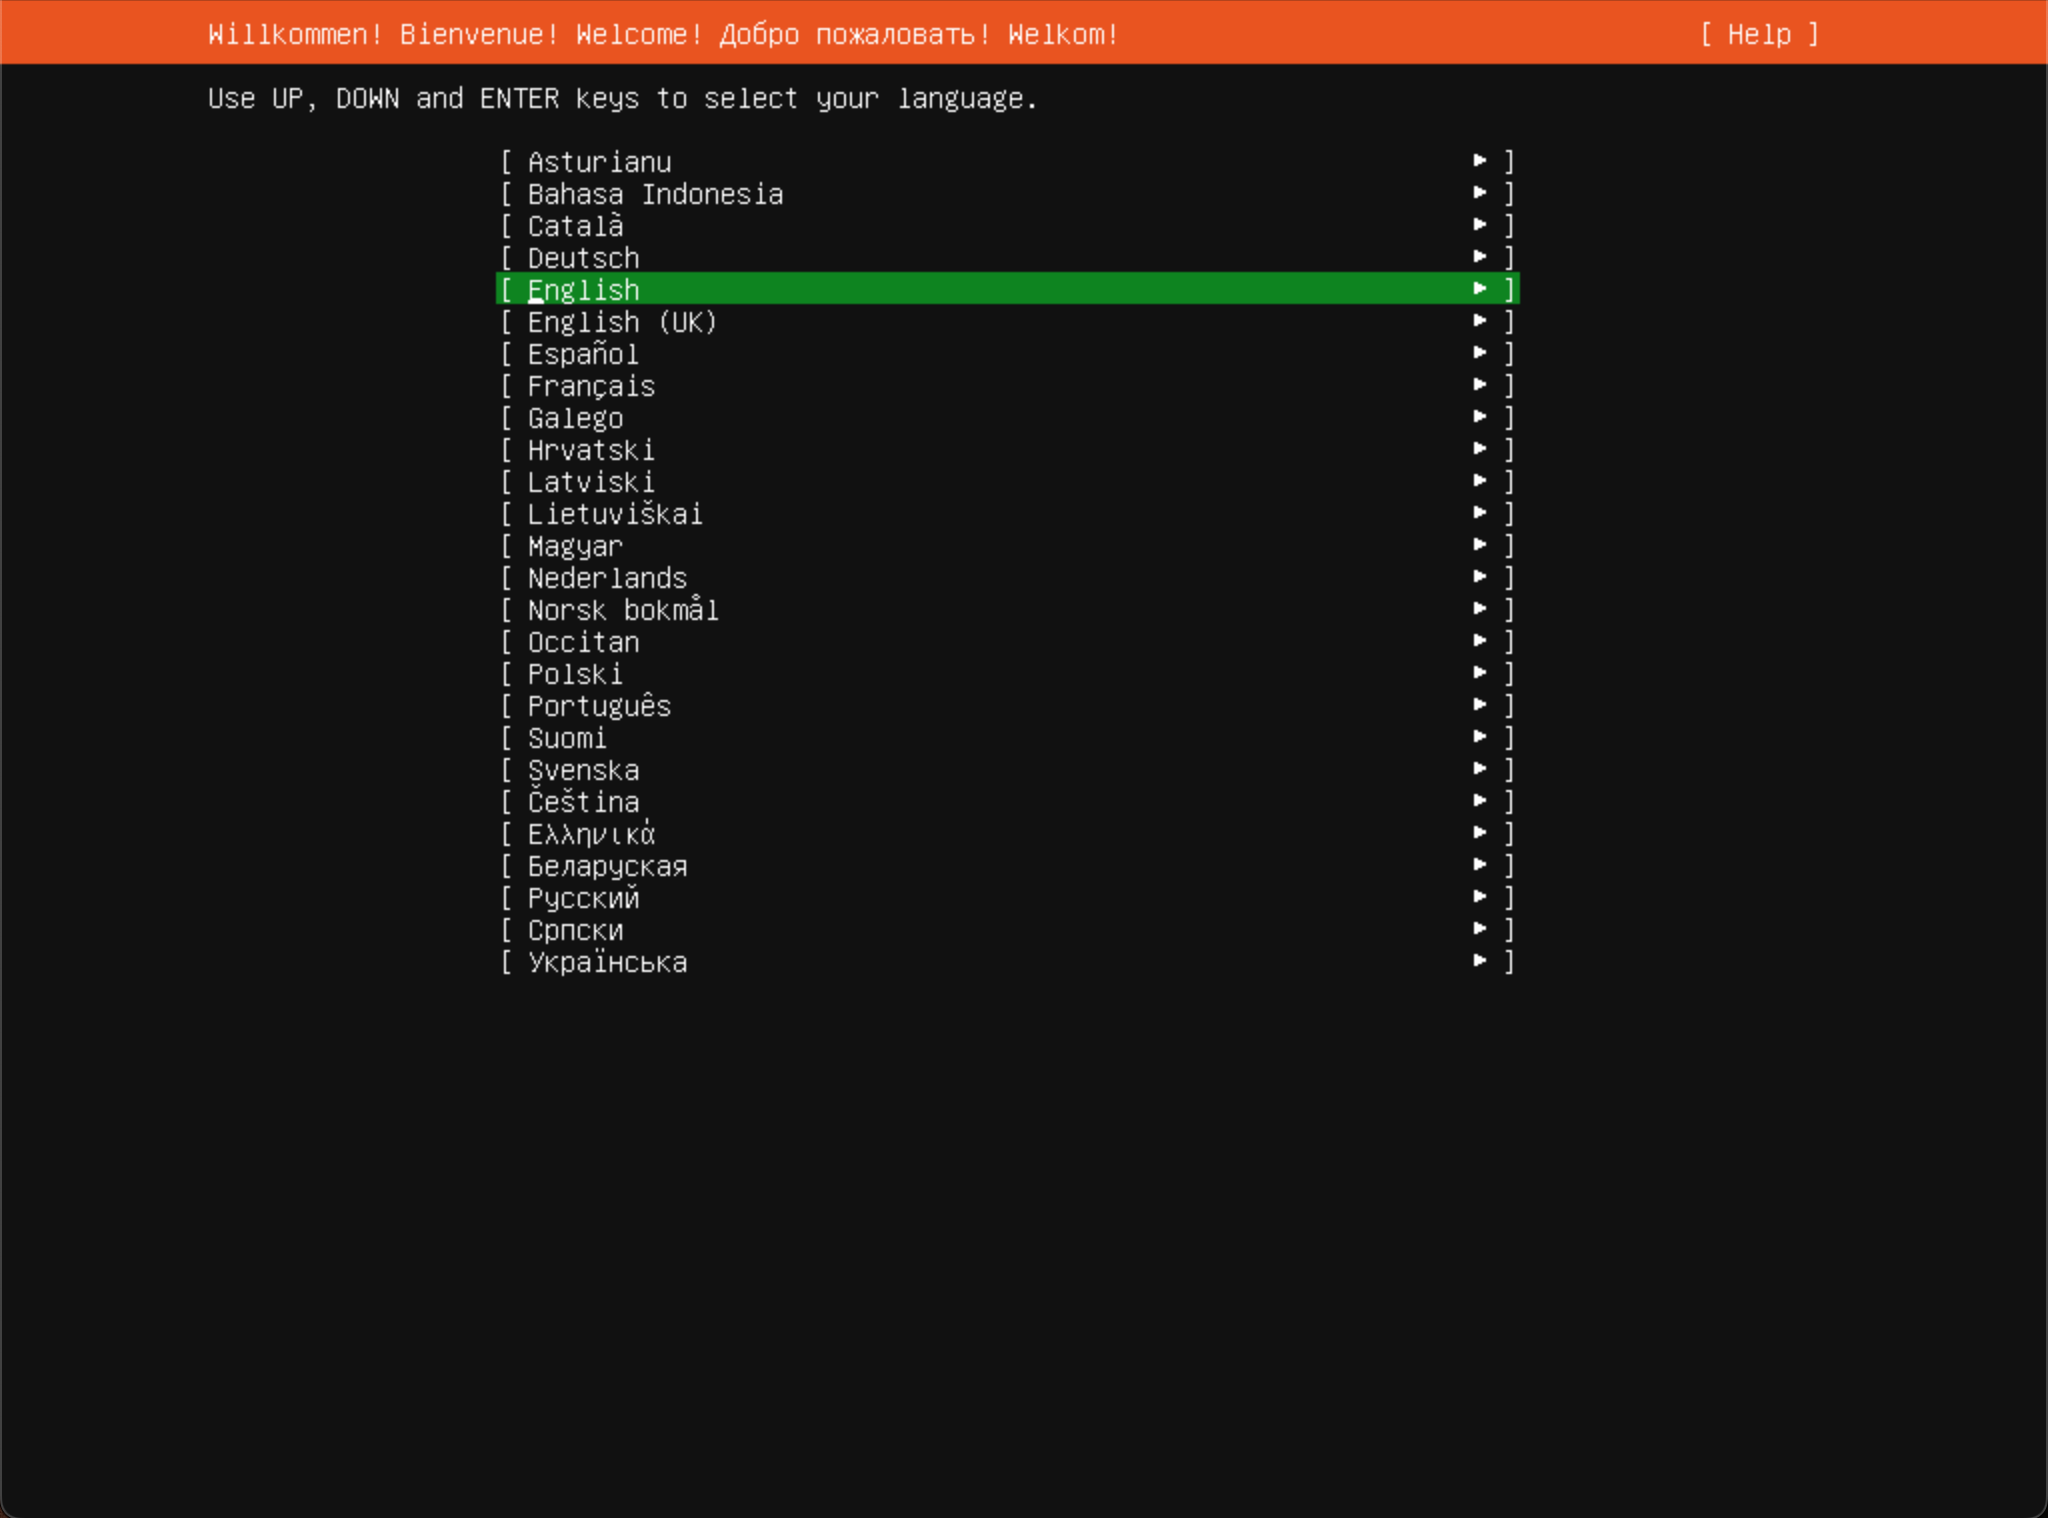 Willkommen! Bienvenue! Welcome! Добро пожаловать! Welkom! [ Help ]
Use UP, DOWN and ENTER keys to select your language.
[ Asturianu ► ]
[ Bahasa Indonesia ► ]
[ Català ► ]
[ Deutsch ► ]
[ English ► ]
[ English (UK) ► ]
[ Español ► ]
[ Français ► ]
[ Galego ► ]
[ Hrvatski ► ]
[ Latviski ► ]
[ Lietuviškai ► ]
[ Magyar ► ]
[ Nederlands ► ]
[ Norsk bokmål ► ]
[ Occitan ► ]
[ Polski ► ]
[ Português ► ]
[ Suomi ► ]
[ Svenska ► ]
[ Čeština ► ]
[ Ελληνικά ► ]
[ Беларуская ► ]
[ Русский ► ]
[ Српски ► ]
[ Українська ► ]